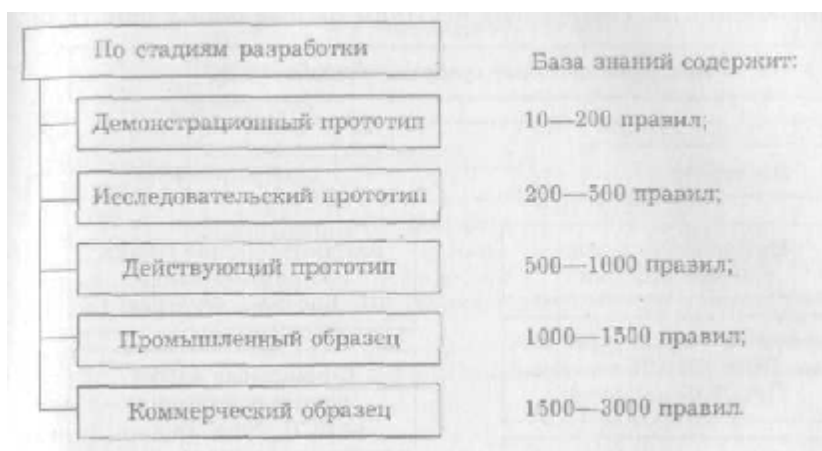 По стадиям разработки
База знаний содержит:
Демонстрационный прототип
10—200 правил;
Исследовательский прототип
200—500 правил;
Действующий прототип
500—1000 правил;
Промышленный образец
1000—1500 правил;
Коммерческий образец
1500—3000 правил.